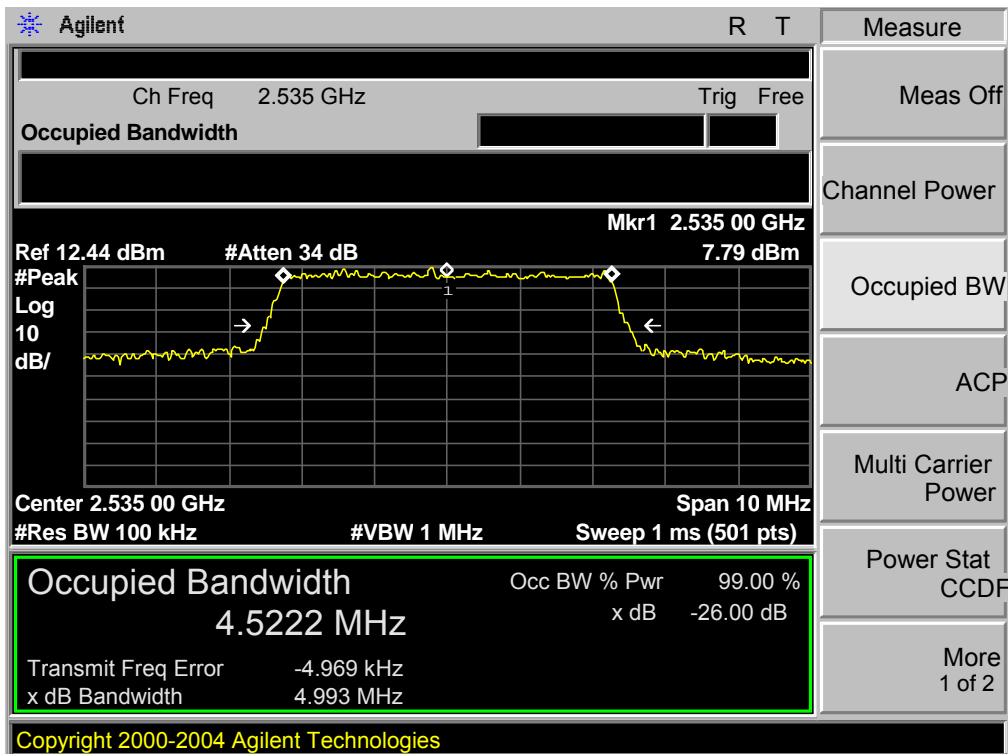 Agilent R T
Measure
Ch Freq 2.535 GHz Trig Free
Occupied Bandwidth
Mkr1 2.535 00 GHz
Ref 12.44 dBm #Atten 34 dB 7.79 dBm
#Peak
Log
10
dB/
1
Center 2.535 00 GHz Span 10 MHz
#Res BW 100 kHz #VBW 1 MHz Sweep 1 ms (501 pts)
Occupied Bandwidth Occ BW % Pwr 99.00 %
4.5222 MHz x dB -26.00 dB
Transmit Freq Error -4.969 kHz
x dB Bandwidth 4.993 MHz
Copyright 2000-2004 Agilent Technologies
Meas Off
Channel Power
Occupied BW
ACP
Multi Carrier
Power
Power Stat
CCDF
More
1 of 2